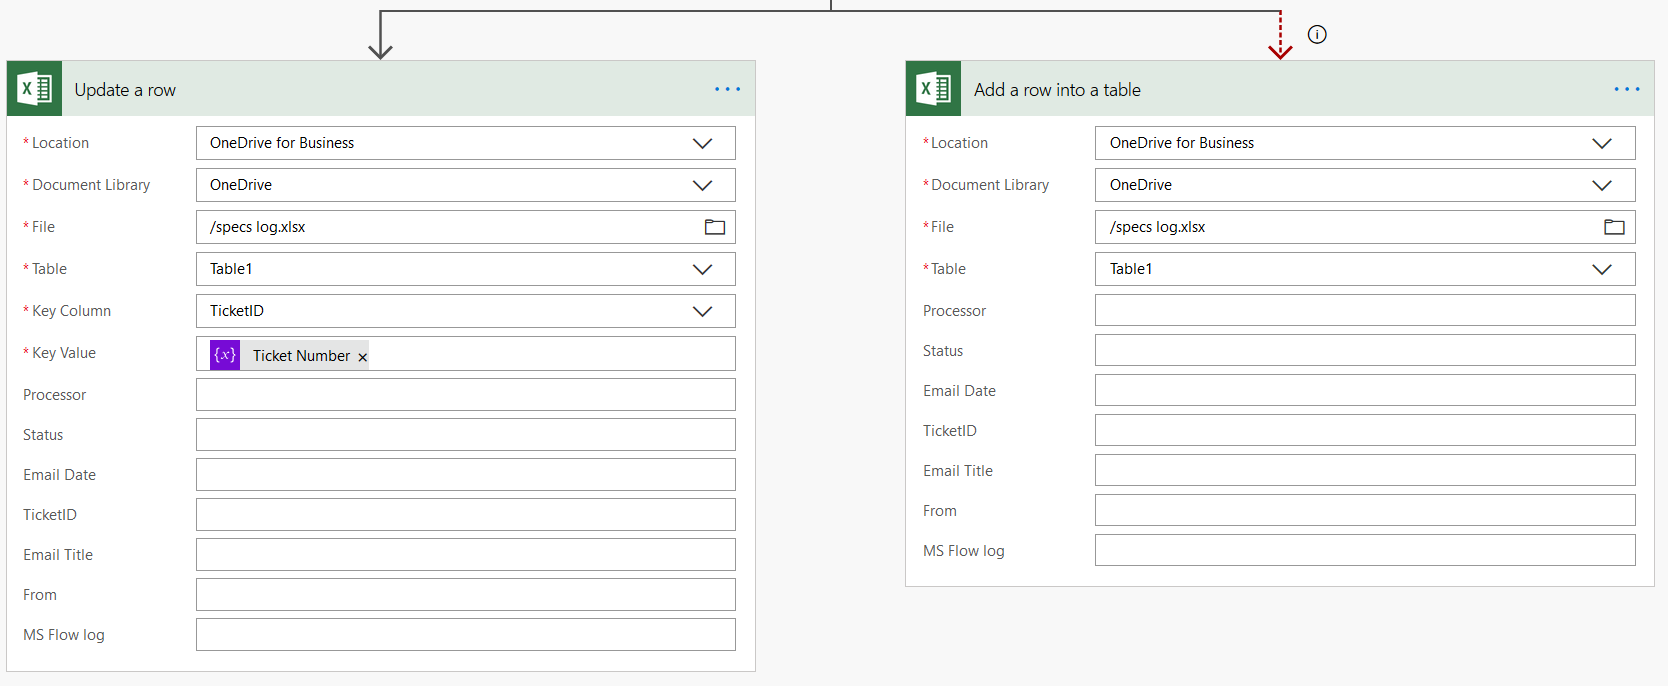 Update a row
* Location OneDrive for Business
* Document Library OneDrive
* File /specs log.xlsx
* Table Table1
* Key Column TicketID
* Key Value {x} Ticket Number ×
Processor
Status
Email Date
TicketID
Email Title
From
MS Flow log
Add a row into a table
* Location OneDrive for Business
* Document Library OneDrive
* File /specs log.xlsx
* Table Table1
Processor
Status
Email Date
TicketID
Email Title
From
MS Flow log